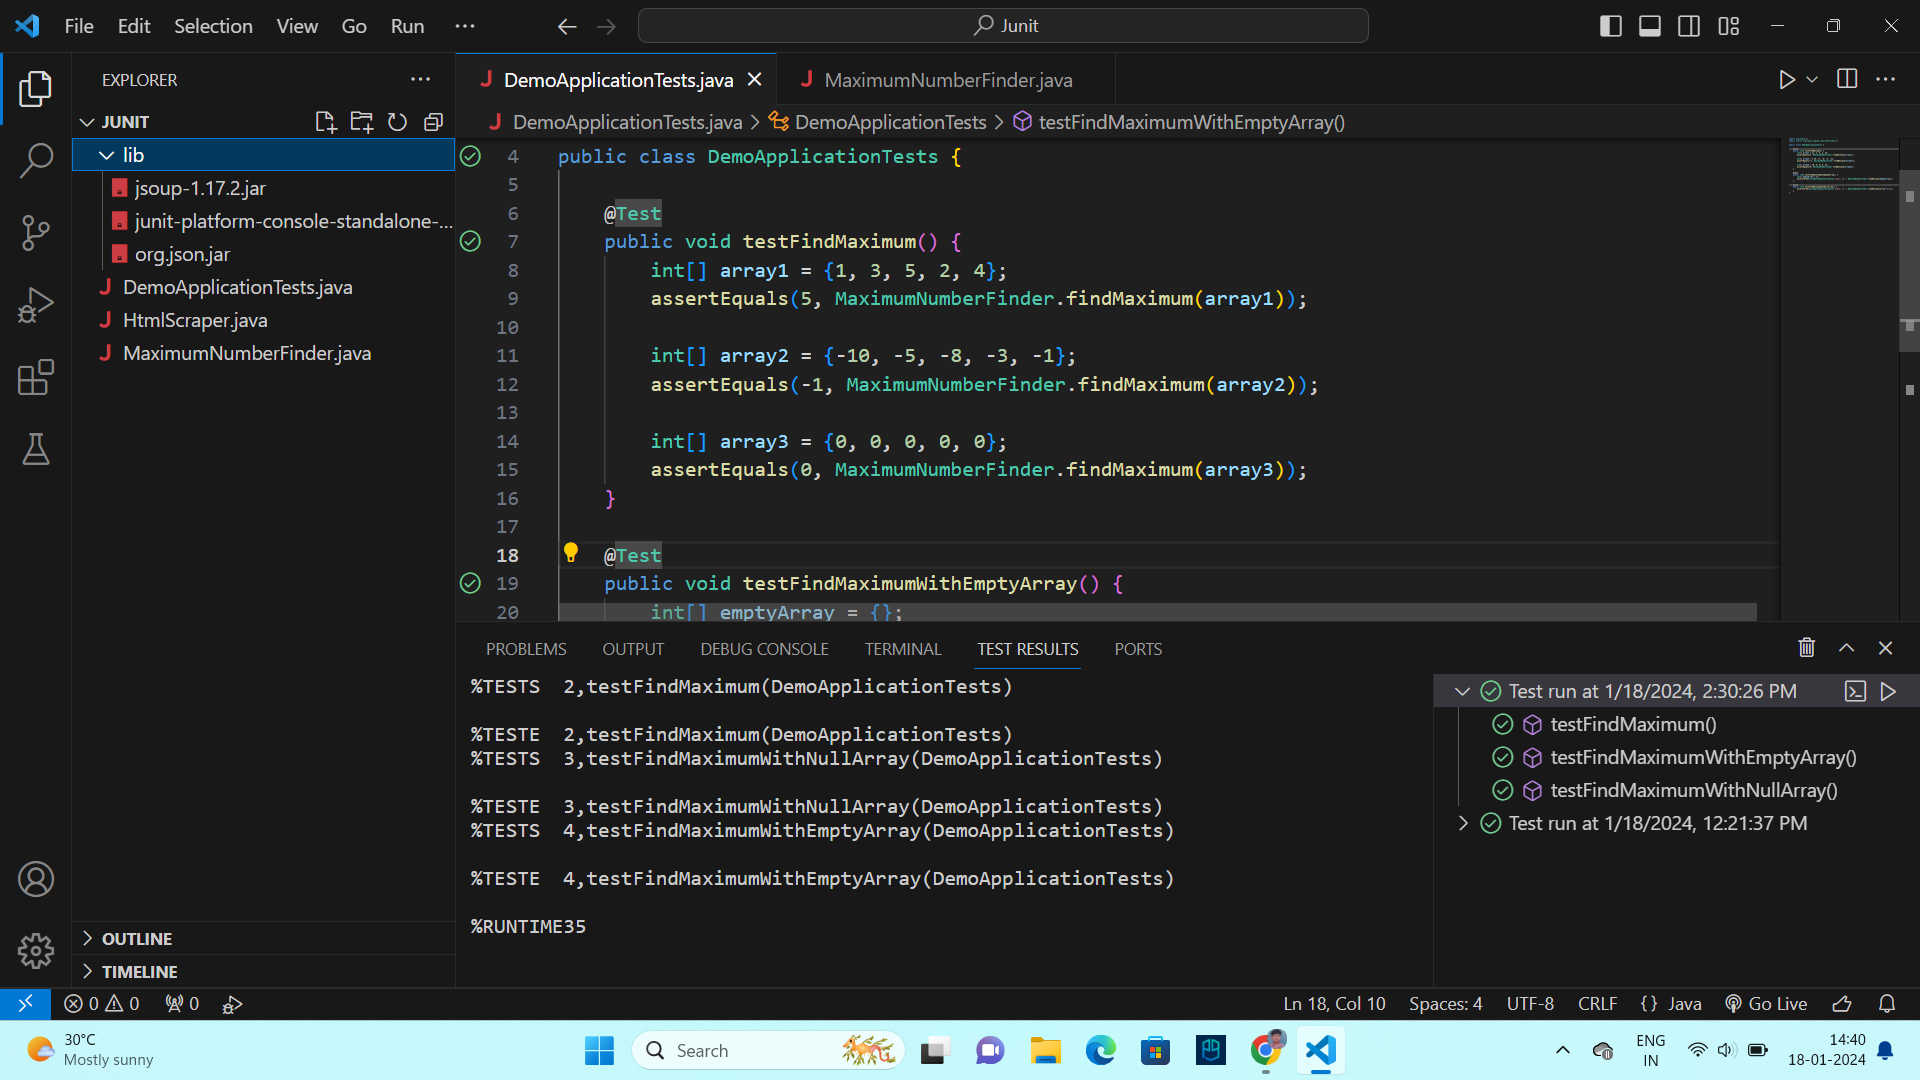 File Edit Selection View Go Run ···
Junit
EXPLORER
JUNIT
lib
jsoup-1.17.2.jar
junit-platform-console-standalone-...
org.json.jar
DemoApplicationTests.java
HtmlScraper.java
MaximumNumberFinder.java
OUTLINE
TIMELINE
DemoApplicationTests.java
MaximumNumberFinder.java
DemoApplicationTests.java > DemoApplicationTests > testFindMaximumWithEmptyArray()
4 public class DemoApplicationTests {
5
6 @Test
7 public void testFindMaximum() {
8 int[] array1 = {1, 3, 5, 2, 4};
9 assertEquals(5, MaximumNumberFinder.findMaximum(array1));
10
11 int[] array2 = {-10, -5, -8, -3, -1};
12 assertEquals(-1, MaximumNumberFinder.findMaximum(array2));
13
14 int[] array3 = {0, 0, 0, 0, 0};
15 assertEquals(0, MaximumNumberFinder.findMaximum(array3));
16 }
17
18 @Test
19 public void testFindMaximumWithEmptyArray() {
20 int[] emptyArray = {};
PROBLEMS OUTPUT DEBUG CONSOLE TERMINAL TEST RESULTS PORTS
%TESTS 2,testFindMaximum(DemoApplicationTests)
%TESTE 2,testFindMaximum(DemoApplicationTests)
%TESTS 3,testFindMaximumWithNullArray(DemoApplicationTests)
%TESTE 3,testFindMaximumWithNullArray(DemoApplicationTests)
%TESTS 4,testFindMaximumWithEmptyArray(DemoApplicationTests)
%TESTE 4,testFindMaximumWithEmptyArray(DemoApplicationTests)
%RUNTIME35
Test run at 1/18/2024, 2:30:26 PM
testFindMaximum()
testFindMaximumWithEmptyArray()
testFindMaximumWithNullArray()
Test run at 1/18/2024, 12:21:37 PM
0 0 0
Ln 18, Col 10 Spaces: 4 UTF-8 CRLF {} Java Go Live
30°C
Mostly sunny
Search
ENG
IN
14:40
18-01-2024